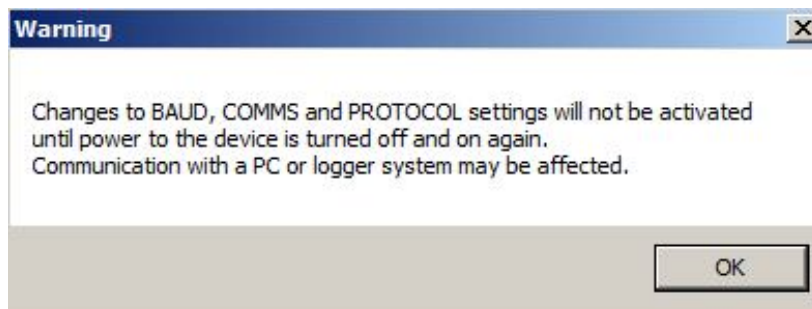 Warning
Changes to BAUD, COMMS and PROTOCOL settings will not be activated
until power to the device is turned off and on again.
Communication with a PC or logger system may be affected.
OK